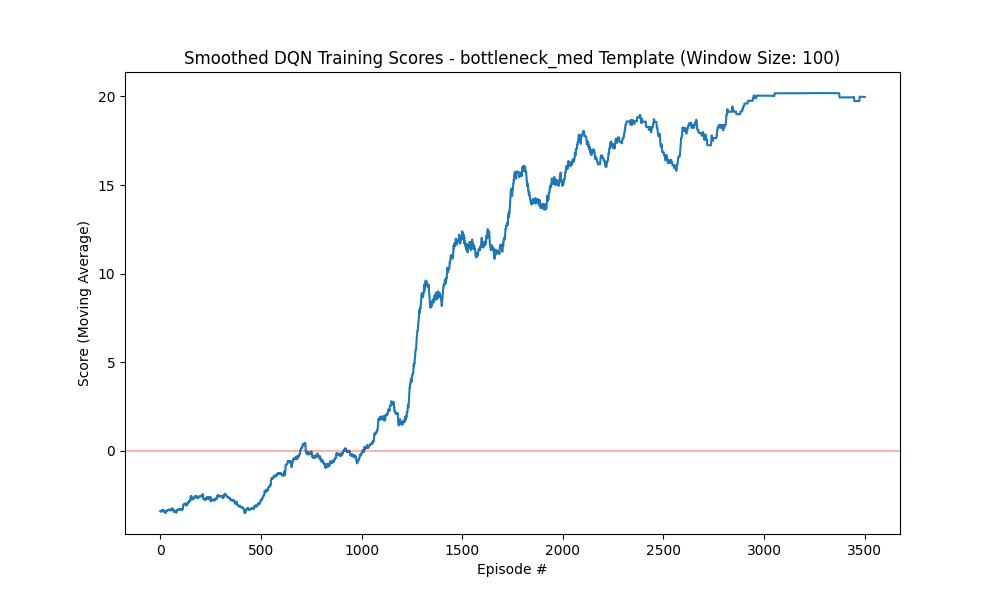 Smoothed DQN Training Scores - bottleneck_med Template (Window Size: 100)
20
15
10
5
0
Score (Moving Average)
0 500 1000 1500 2000 2500 3000 3500
Episode #